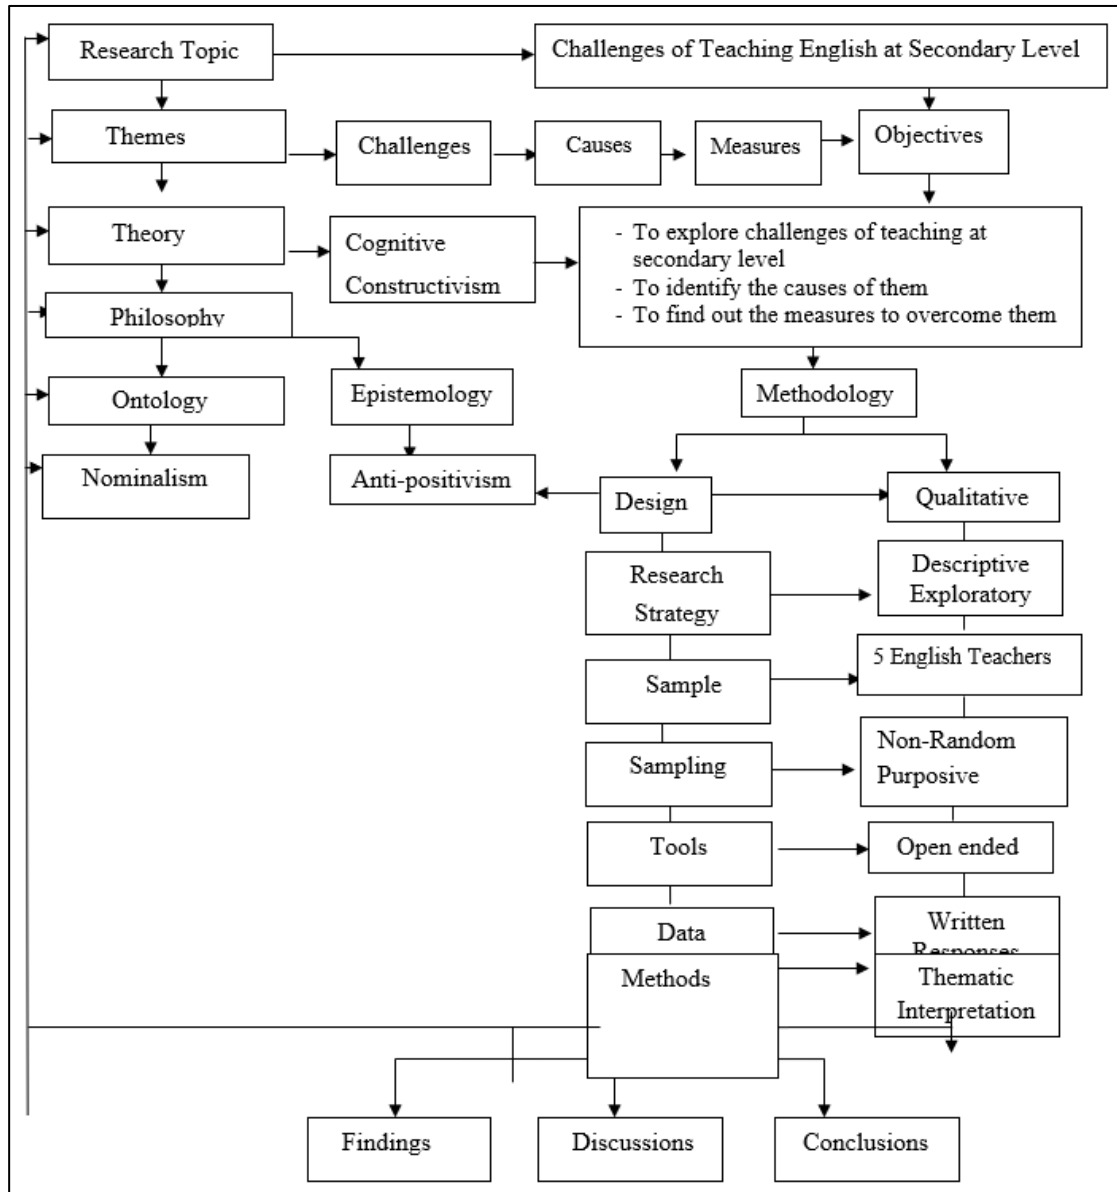 Research Topic
Challenges of Teaching English at Secondary Level
Themes
Challenges
Causes
Measures
Objectives
Theory
Cognitive
Constructivism
- To explore challenges of teaching at
secondary level
- To identify the causes of them
- To find out the measures to overcome them
Philosophy
Ontology
Epistemology
Methodology
Nominalism
Anti-positivism
Design
Qualitative
Research
Strategy
Descriptive
Exploratory
Sample
5 English Teachers
Sampling
Non-Random
Purposive
Tools
Open ended
Data
Written
Responses
Methods
Thematic
Interpretation
Findings
Discussions
Conclusions